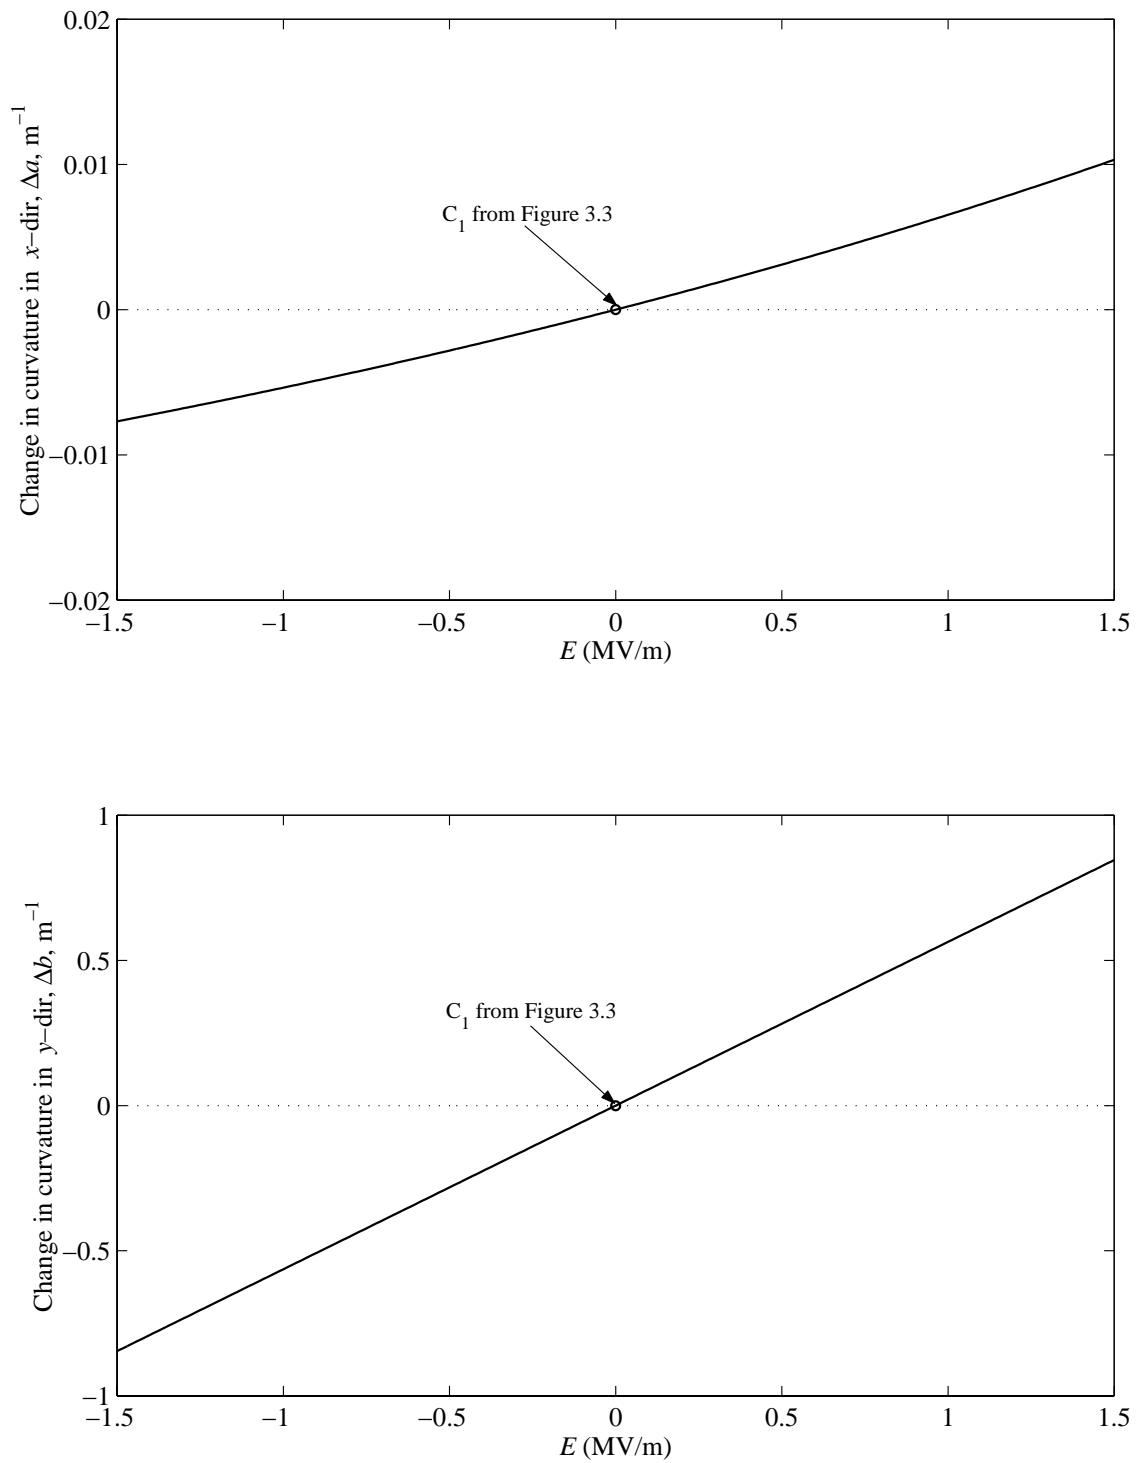 0.02
0.01
0
−0.01
−0.02
Change in curvature in x−dir, Δa, m−1
C1 from Figure 3.3
−1.5 −1 −0.5 0 0.5 1 1.5
E (MV/m)
1
0.5
0
−0.5
−1
Change in curvature in y−dir, Δb, m−1
C1 from Figure 3.3
−1.5 −1 −0.5 0 0.5 1 1.5
E (MV/m)